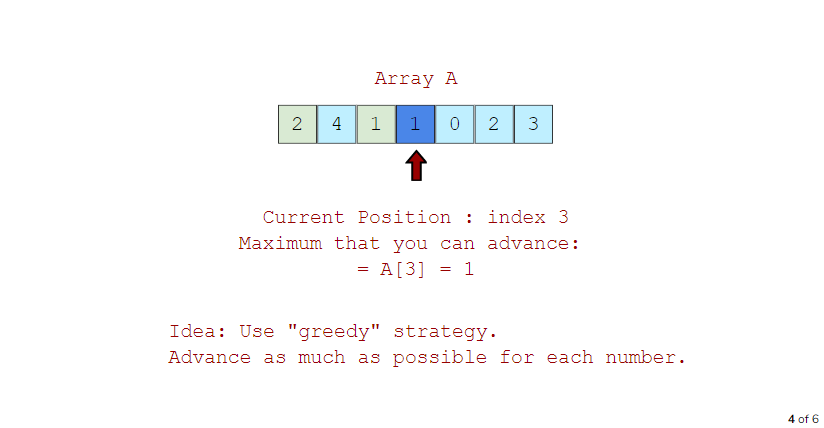 Array A
2 4 1 1 0 2 3
Current Position : index 3
Maximum that you can advance:
= A[3] = 1
Idea: Use "greedy" strategy.
Advance as much as possible for each number.
4 of 6